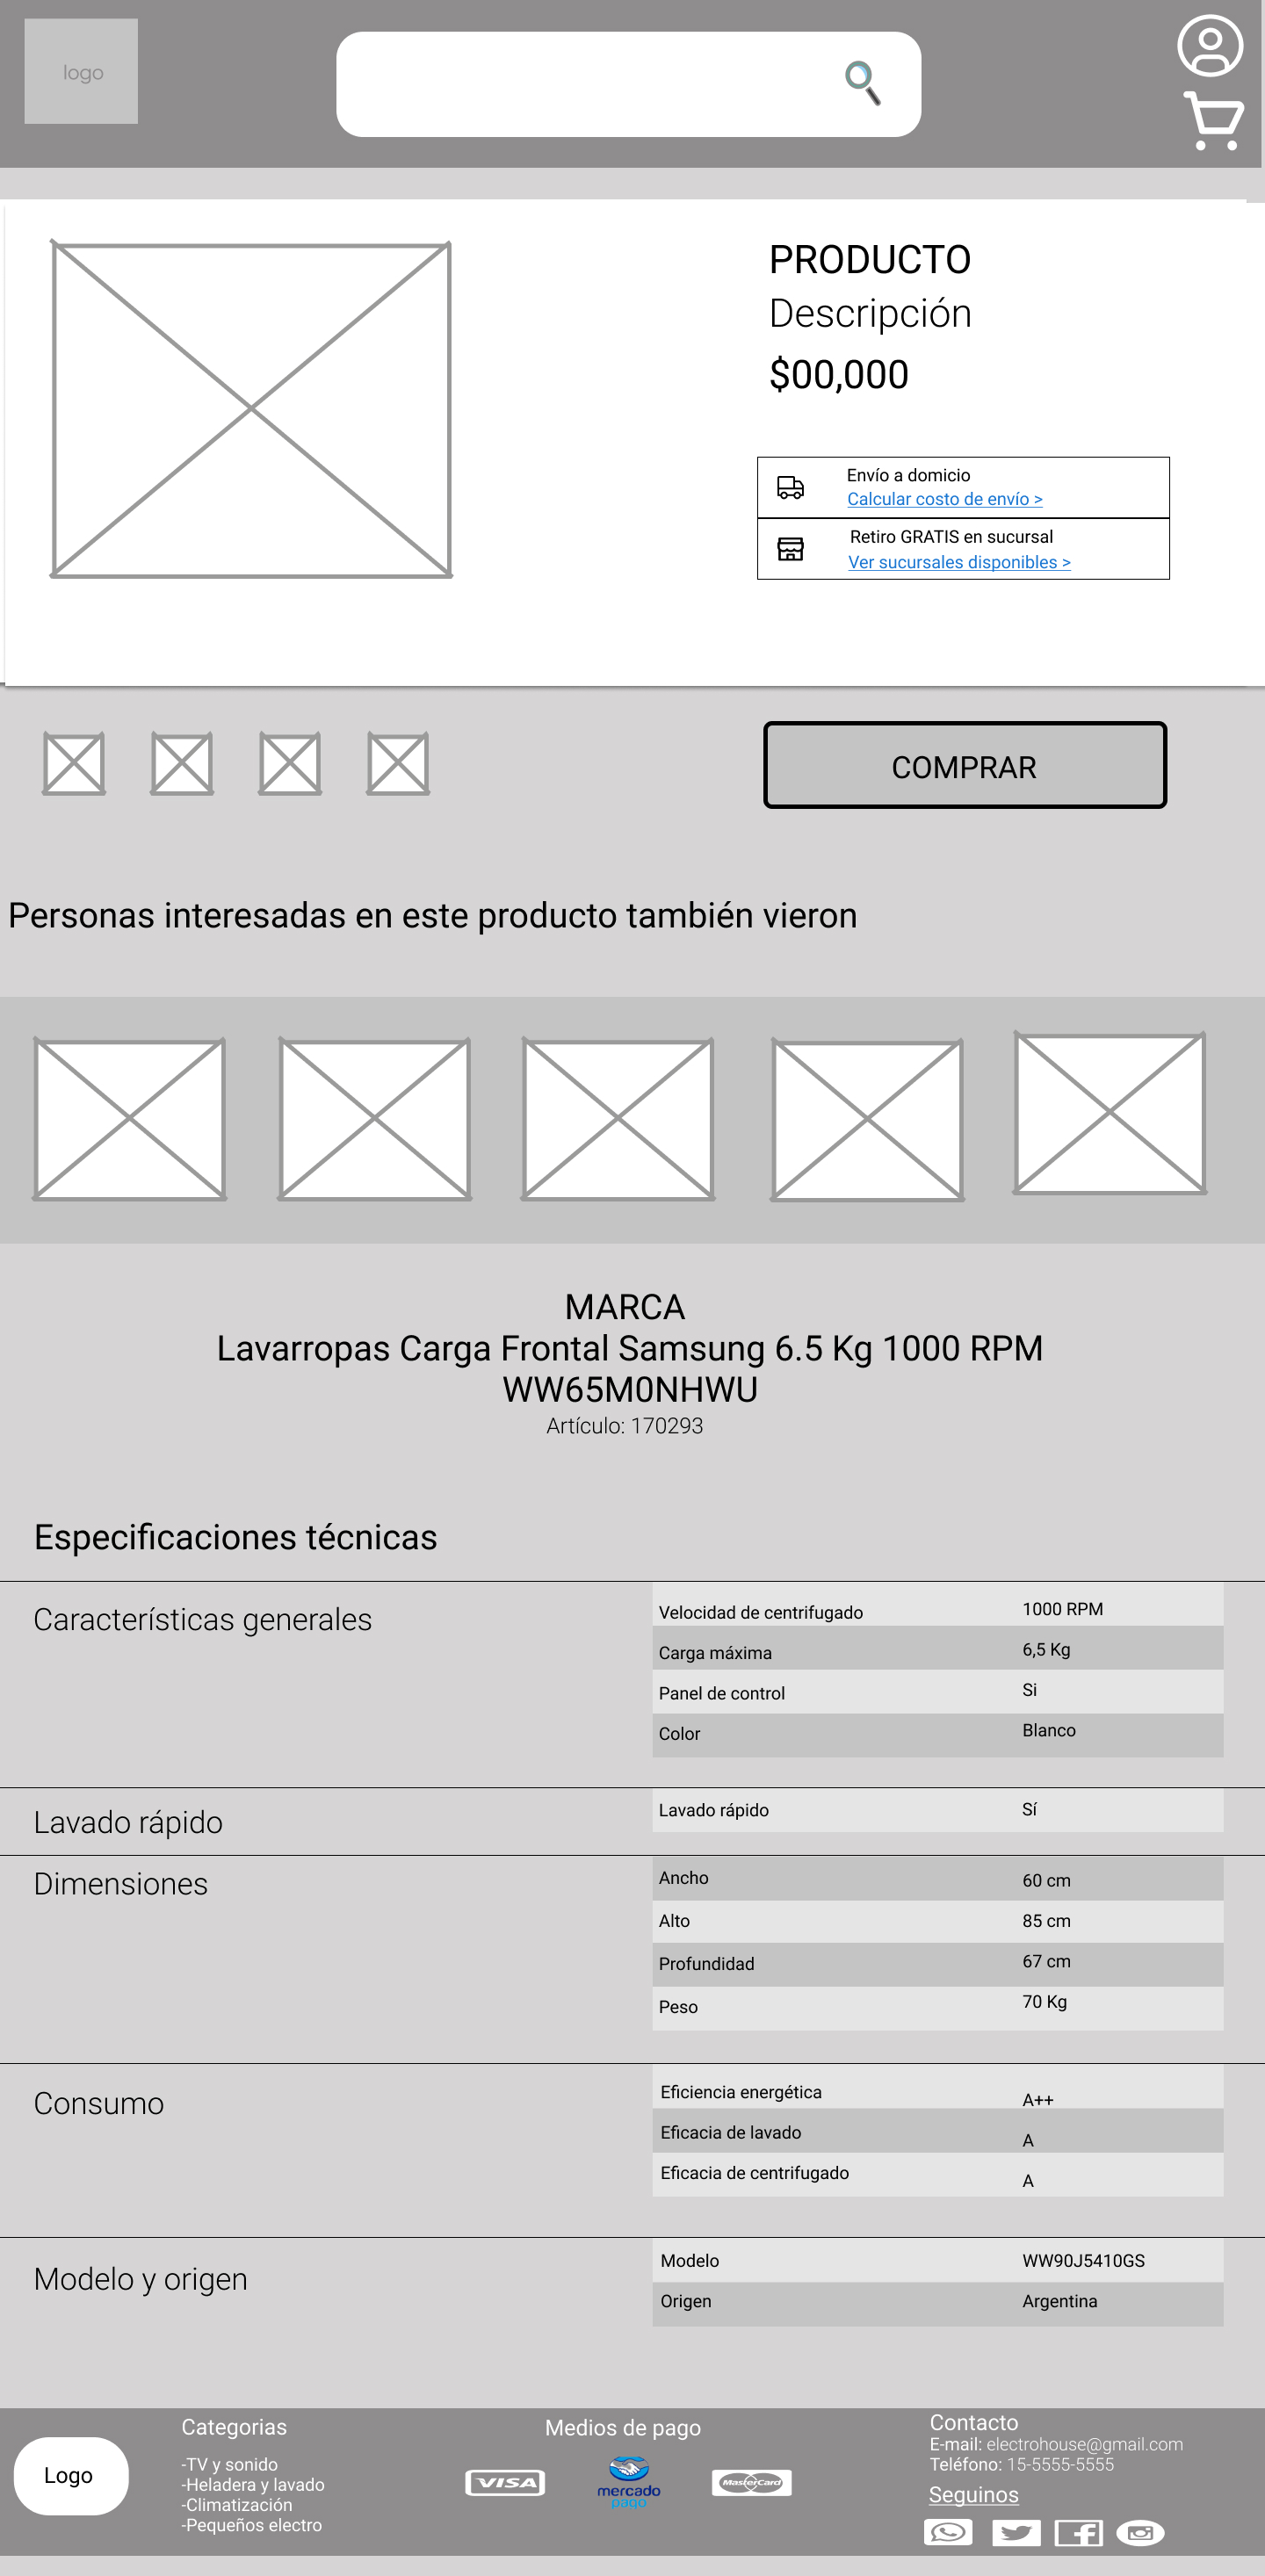 logo
PRODUCTO
Descripción
$00,000
Envío a domicio
Calcular costo de envío >
Retiro GRATIS en sucursal
Ver sucursales disponibles >
COMPRAR
Personas interesadas en este producto también vieron
MARCA
Lavarropas Carga Frontal Samsung 6.5 Kg 1000 RPM
WW65M0NHWU
Artículo: 170293
Especificaciones técnicas
Características generales
Velocidad de centrifugado 1000 RPM
Carga máxima 6,5 Kg
Panel de control Si
Color Blanco
Lavado rápido
Lavado rápido Sí
Dimensiones
Ancho 60 cm
Alto 85 cm
Profundidad 67 cm
Peso 70 Kg
Consumo
Eficiencia energética A++
Eficacia de lavado A
Eficacia de centrifugado A
Modelo y origen
Modelo WW90J5410GS
Origen Argentina
Logo
Categorias
-TV y sonido
-Heladera y lavado
-Climatización
-Pequeños electro
Medios de pago
VISA
mercado
pago
MasterCard
Contacto
E-mail: electrohouse@gmail.com
Teléfono: 15-5555-5555
Seguinos